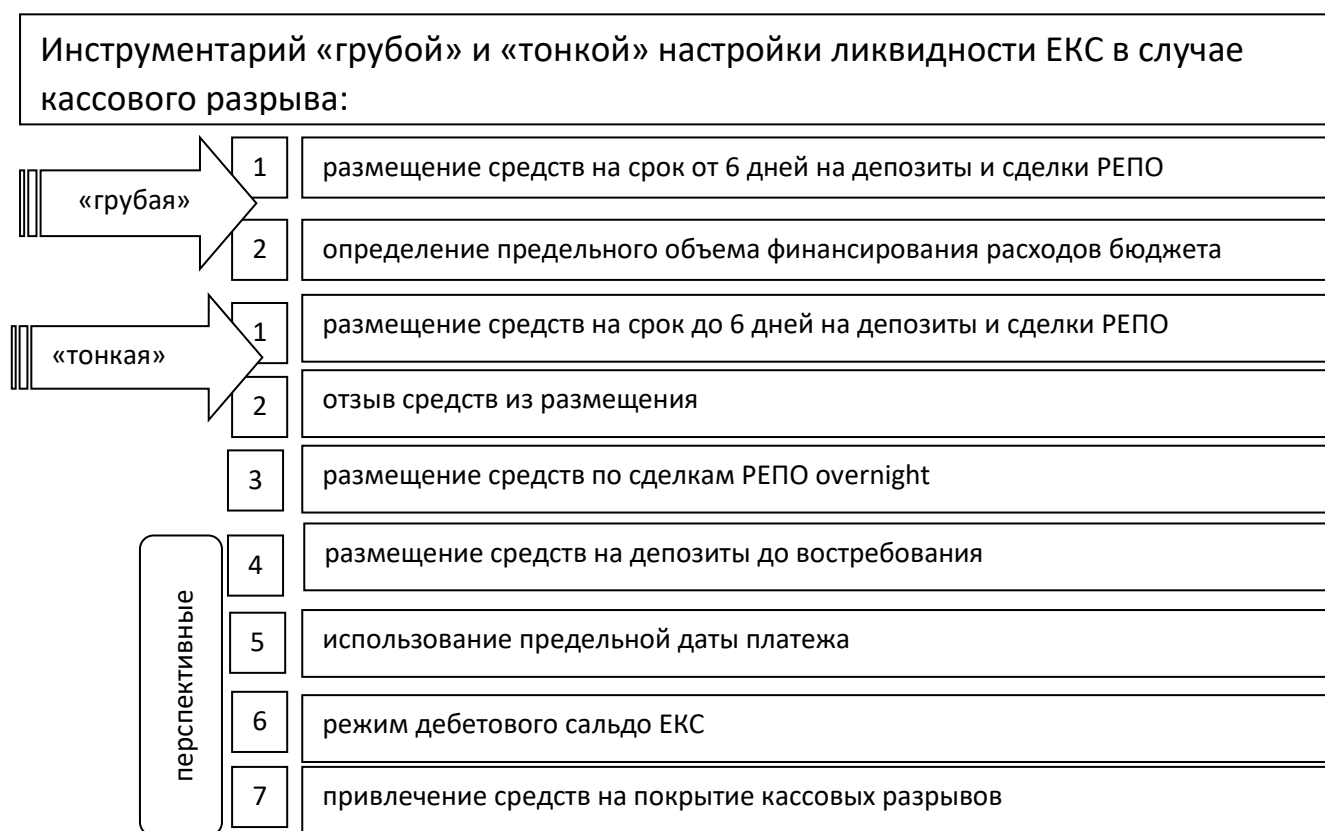 Инструментарий «грубой» и «тонкой» настройки ликвидности ЕКС в случае
кассового разрыва:
«грубая»
1 размещение средств на срок от 6 дней на депозиты и сделки РЕПО
2 определение предельного объема финансирования расходов бюджета
«тонкая»
1 размещение средств на срок до 6 дней на депозиты и сделки РЕПО
2 отзыв средств из размещения
3 размещение средств по сделкам РЕПО overnight
перспективные
4 размещение средств на депозиты до востребования
5 использование предельной даты платежа
6 режим дебетового сальдо ЕКС
7 привлечение средств на покрытие кассовых разрывов